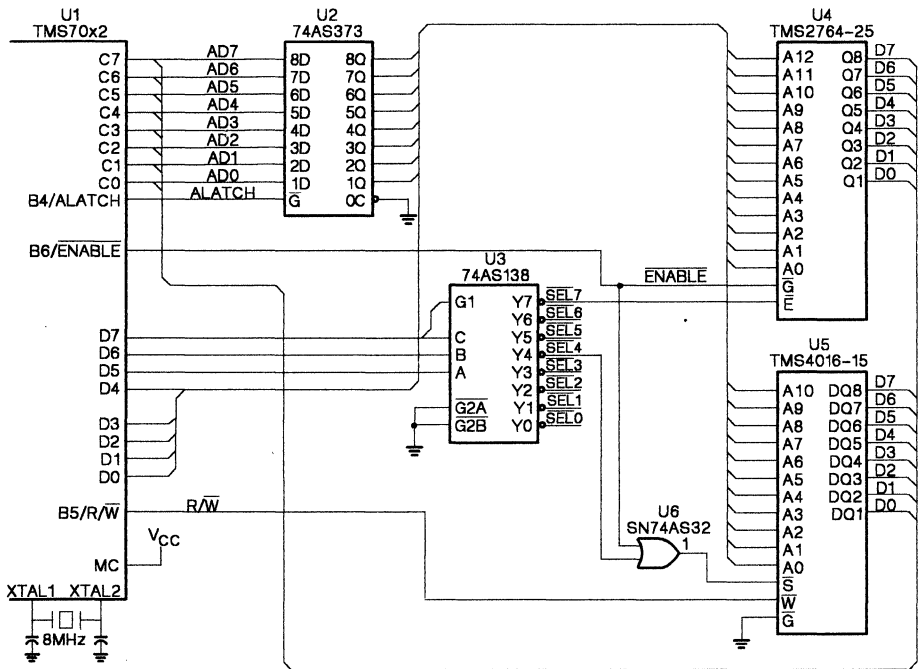 U1
TMS70x2
C7
C6
C5
C4
C3
C2
C1
C0
B4/ALATCH
B6/ENABLE
D7
D6
D5
D4
D3
D2
D1
D0
B5/R/W
MC
XTAL1 XTAL2
8MHz
VCC
R/W
AD7
AD6
AD5
AD4
AD3
AD2
AD1
AD0
ALATCH
U2
74AS373
8D 8Q
7D 7Q
6D 6Q
5D 5Q
4D 4Q
3D 3Q
2D 2Q
1D 1Q
G OC
U3
74AS138
G1 Y7 SEL7
Y6 SEL6
C Y5 SEL5
B Y4 SEL4
A Y3 SEL3
Y2 SEL2
G2A Y1 SEL1
G2B Y0 SEL0
ENABLE
U6
SN74AS32
1
U4
TMS2764-25
A12 Q8 D7
A11 Q7 D6
A10 Q6 D5
A9 Q5 D4
A8 Q4 D3
A7 Q3 D2
A6 Q2 D1
A5 Q1 D0
A4
A3
A2
A1
A0
G
E
U5
TMS4016-15
A10 DQ8 D7
A9 DQ7 D6
A8 DQ6 D5
A7 DQ5 D4
A6 DQ4 D3
A5 DQ3 D2
A4 DQ2 D1
A3 DQ1 D0
A2
A1
A0
S
W
G